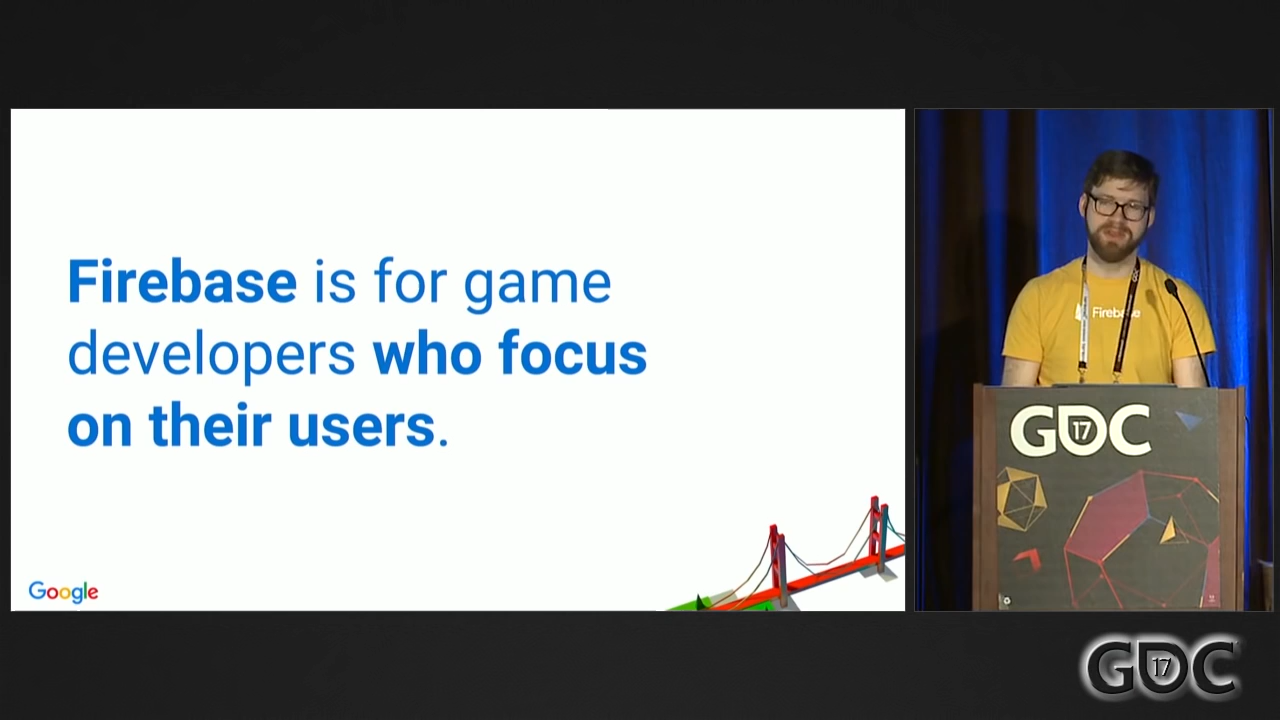 Firebase is for game
developers who focus
on their users.
Google
Firebase
GDC
17
GDC
17